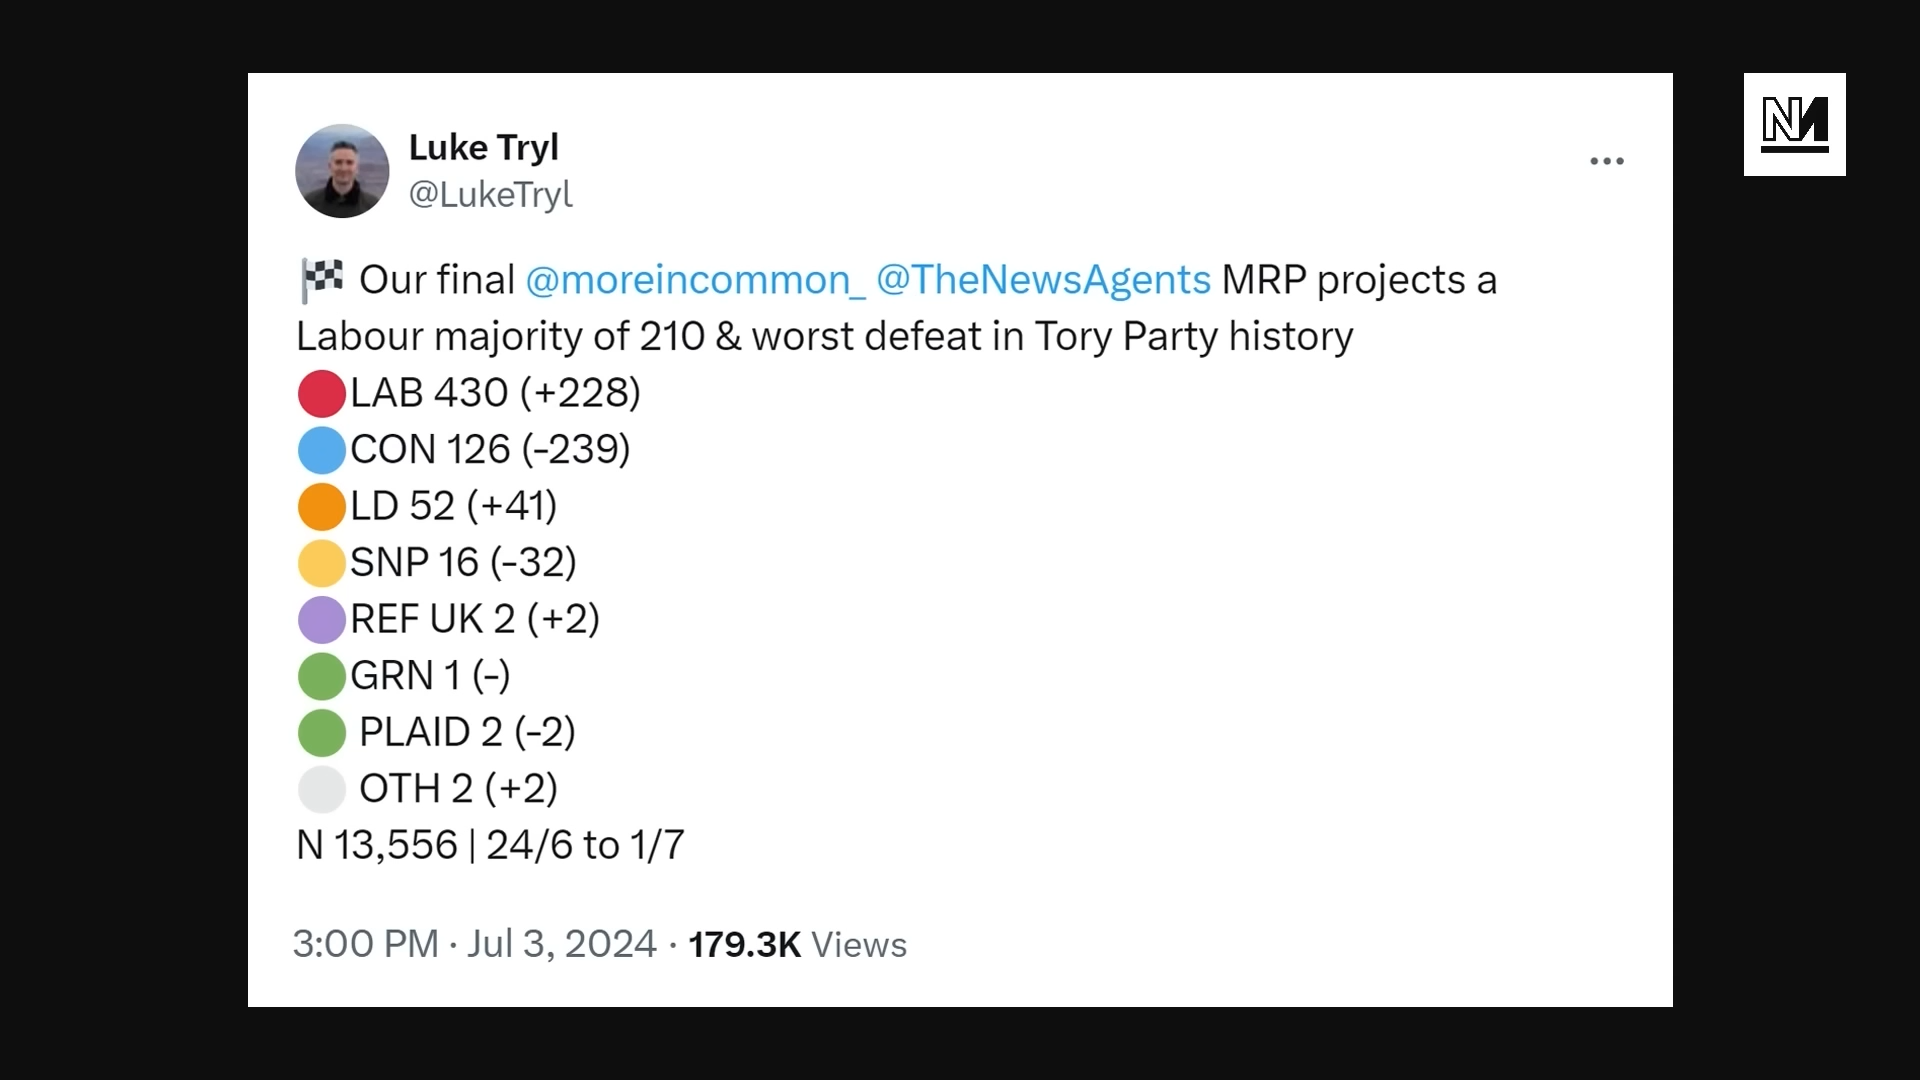 Luke Tryl
@LukeTryl
🏁 Our final @moreincommon_ @TheNewsAgents MRP projects a
Labour majority of 210 & worst defeat in Tory Party history
🔴LAB 430 (+228)
🔵CON 126 (-239)
🟠LD 52 (+41)
🟡SNP 16 (-32)
🟣REF UK 2 (+2)
🟢GRN 1 (-)
🟢 PLAID 2 (-2)
⚪ OTH 2 (+2)
N 13,556 | 24/6 to 1/7
3:00 PM · Jul 3, 2024 · 179.3K Views
NM